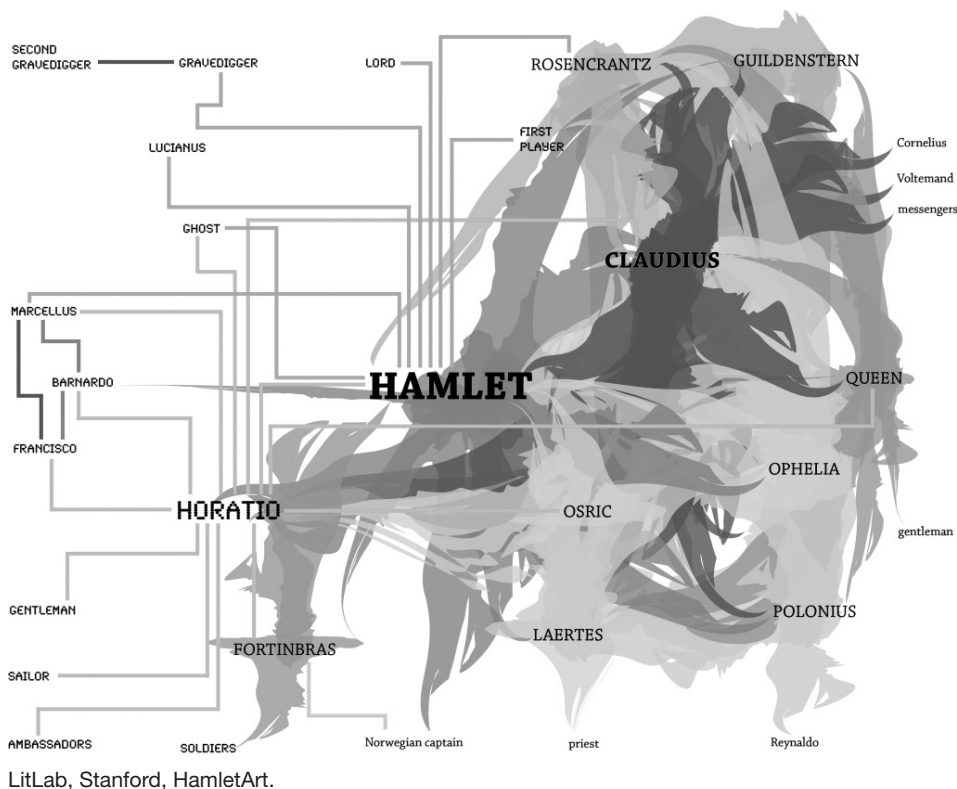 SECOND
GRAVEDIGGER
GRAVEDIGGER
LORD
ROSENCRANTZ
GUILDENSTERN
FIRST
PLAYER
LUCIANUS
Cornelius
Voltemand
messengers
GHOST
CLAUDIUS
MARCELLUS
BARNARDO
HAMLET
QUEEN
FRANCISCO
OPHELIA
HORATIO
OSRIC
gentleman
GENTLEMAN
POLONIUS
LAERTES
FORTINBRAS
SAILOR
AMBASSADORS
SOLDIERS
Norwegian captain
priest
Reynaldo
LitLab, Stanford, HamletArt.